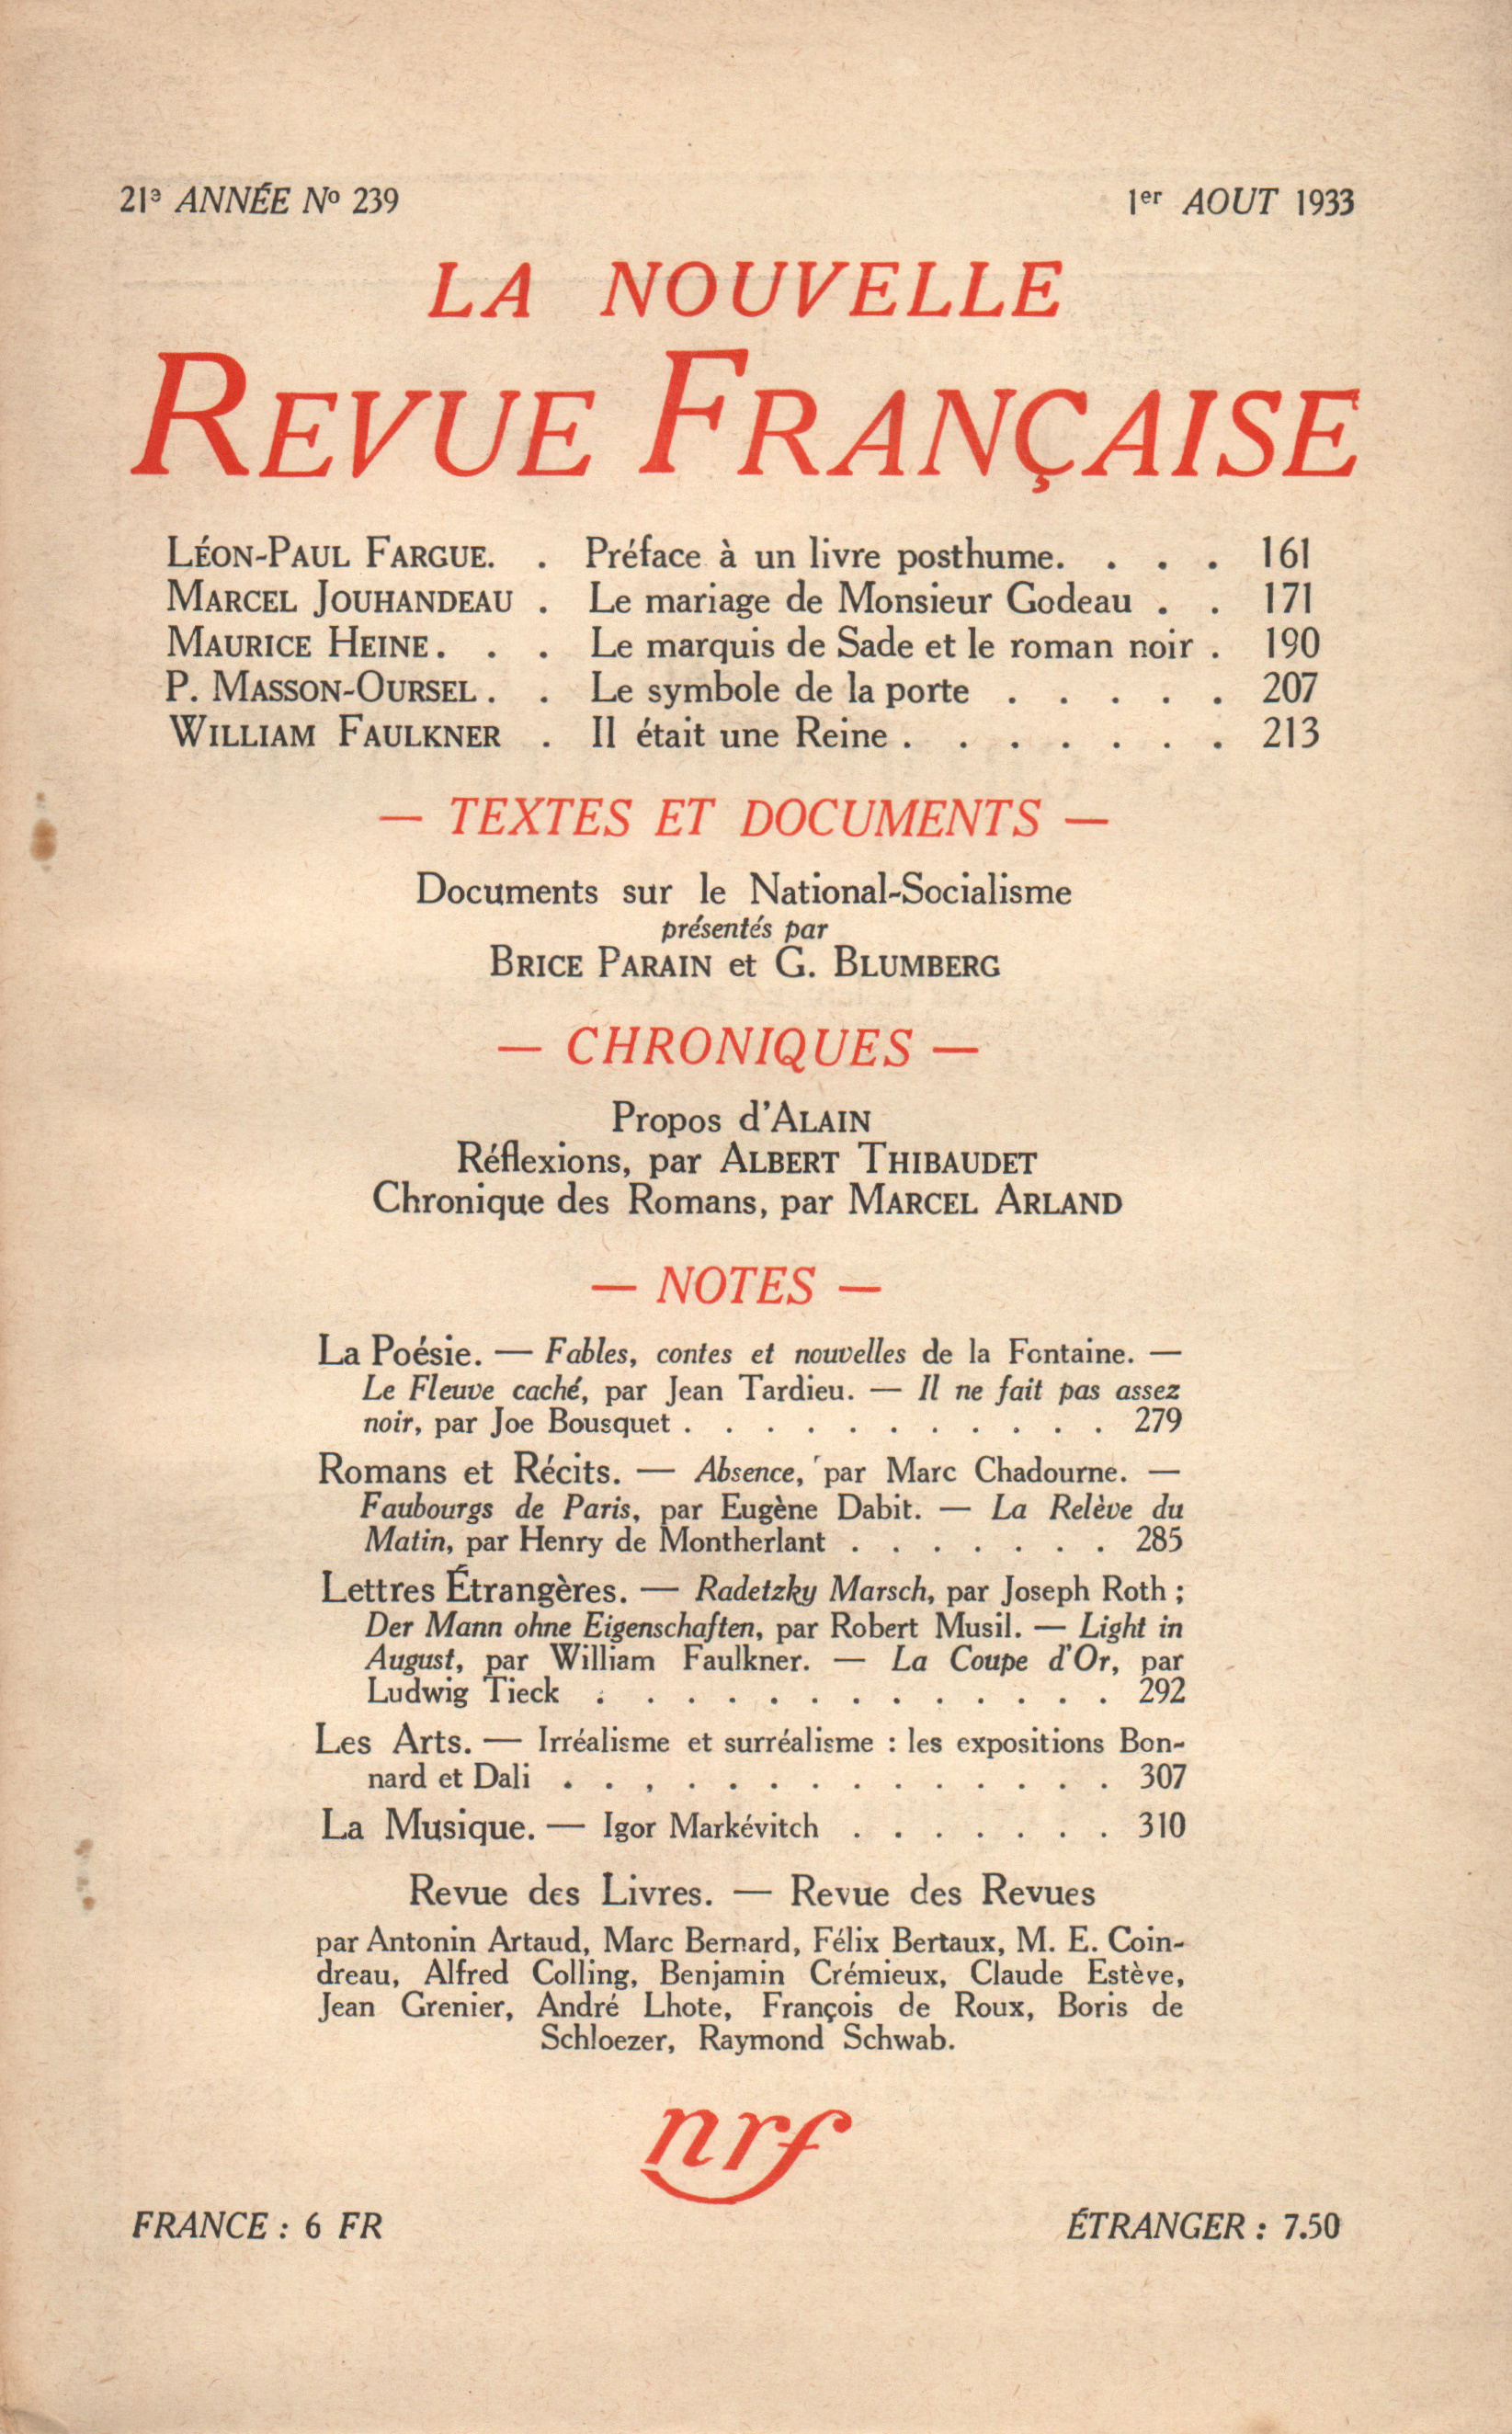 21e ANNÉE No 239
1er AOUT 1933
LA NOUVELLE
REVUE FRANÇAISE
LÉON-PAUL FARGUE. . Préface à un livre posthume. . . . 161
MARCEL JOUHANDEAU . Le mariage de Monsieur Godeau . . 171
MAURICE HEINE. . . Le marquis de Sade et le roman noir . 190
P. MASSON-OURSEL. . Le symbole de la porte . . . . . 207
WILLIAM FAULKNER . Il était une Reine . . . . . . . 213
— TEXTES ET DOCUMENTS —
Documents sur le National-Socialisme
présentés par
BRICE PARAIN et G. BLUMBERG
— CHRONIQUES —
Propos d'ALAIN
Réflexions, par ALBERT THIBAUDET
Chronique des Romans, par MARCEL ARLAND
— NOTES —
La Poésie. — Fables, contes et nouvelles de la Fontaine. —
Le Fleuve caché, par Jean Tardieu. — Il ne fait pas assez
noir, par Joe Bousquet . . . . . . . . . . . 279
Romans et Récits. — Absence, par Marc Chadourne. —
Faubourgs de Paris, par Eugène Dabit. — La Relève du
Matin, par Henry de Montherlant . . . . . . . 285
Lettres Étrangères. — Radetzky Marsch, par Joseph Roth ;
Der Mann ohne Eigenschaften, par Robert Musil. — Light in
August, par William Faulkner. — La Coupe d'Or, par
Ludwig Tieck . . . . . . . . . . . . . 292
Les Arts. — Irréalisme et surréalisme : les expositions Bon-
nard et Dali . . . . . . . . . . . . . . 307
La Musique. — Igor Markévitch . . . . . . . 310
Revue des Livres. — Revue des Revues
par Antonin Artaud, Marc Bernard, Félix Bertaux, M. E. Coin-
dreau, Alfred Colling, Benjamin Crémieux, Claude Estève,
Jean Grenier, André Lhote, François de Roux, Boris de
Schloezer, Raymond Schwab.
nrf
FRANCE : 6 FR
ÉTRANGER : 7.50